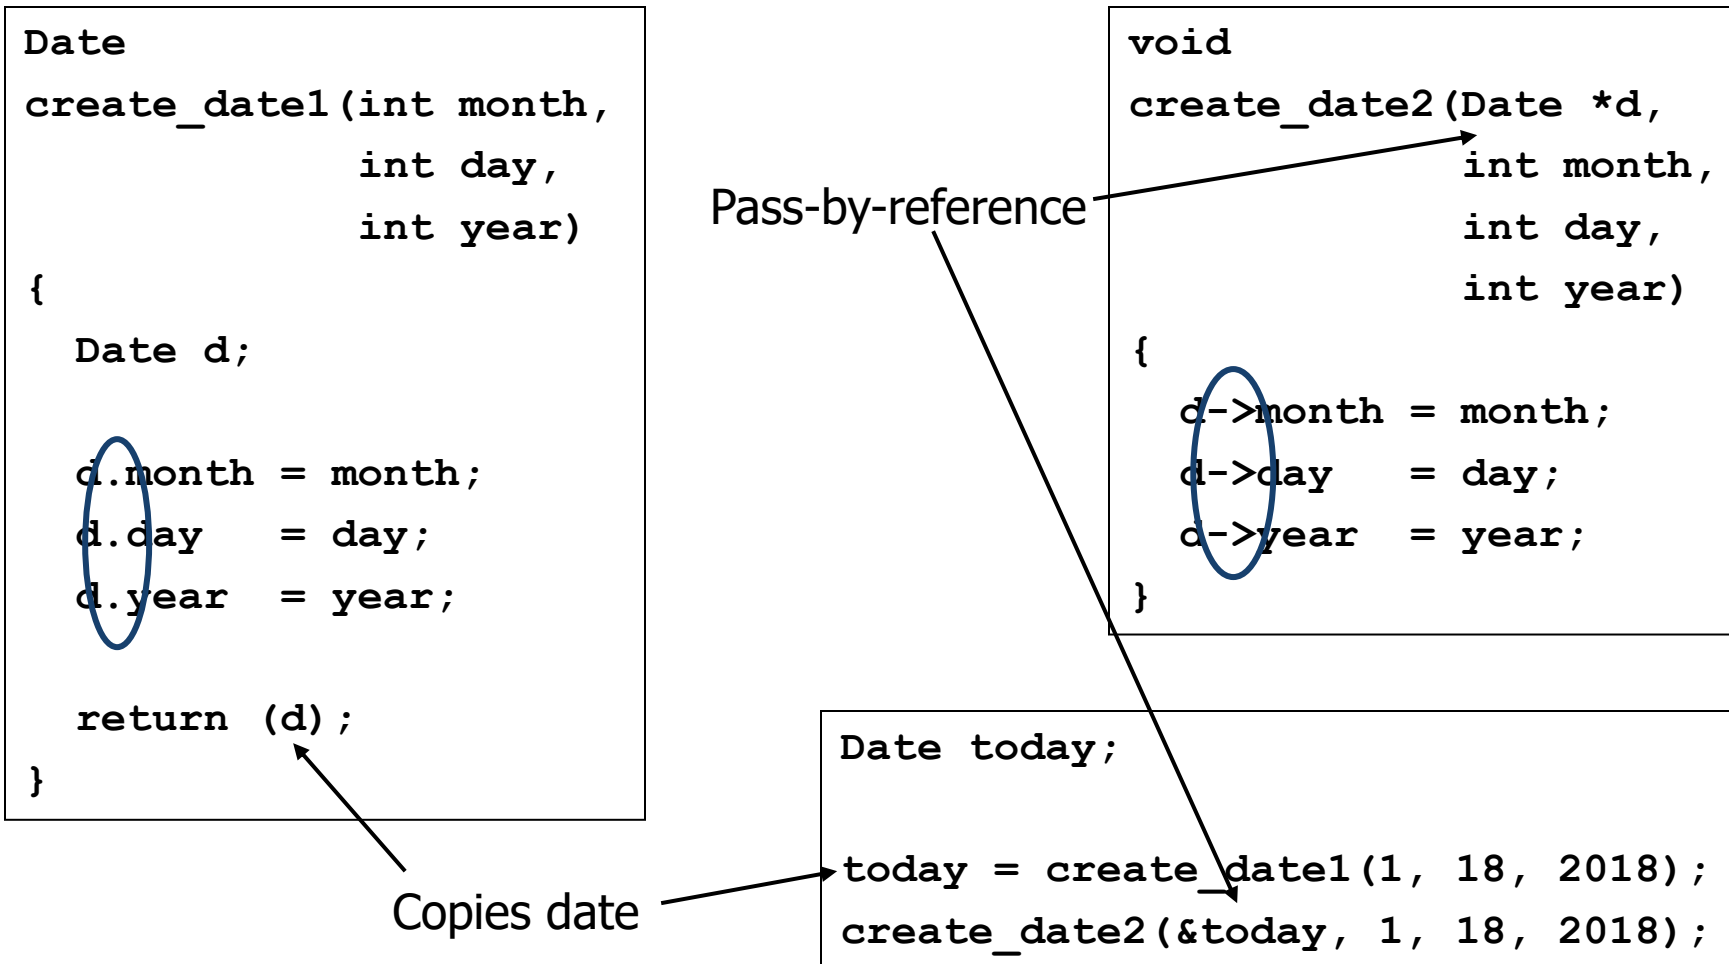 Date
create_date1(int month,
int day,
int year)
{
Date d;
d.month = month;
d.day   = day;
d.year  = year;
return (d);
}
Copies date
Pass-by-reference
void
create_date2(Date *d,
int month,
int day,
int year)
{
d->month = month;
d->day   = day;
d->year  = year;
}
Date today;
today = create_date1(1, 18, 2018);
create_date2(&today, 1, 18, 2018);